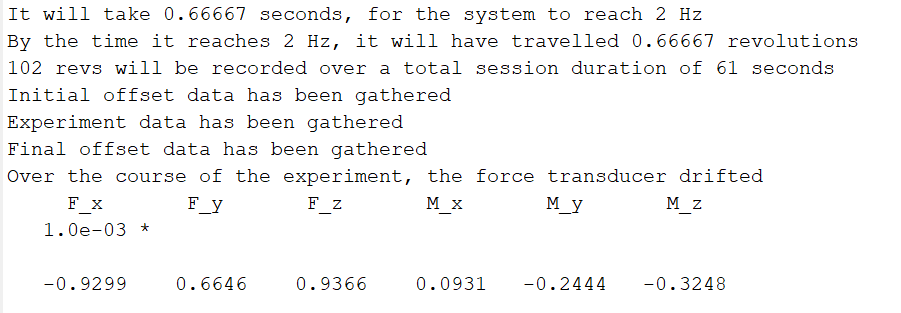 It will take 0.66667 seconds, for the system to reach 2 Hz
By the time it reaches 2 Hz, it will have travelled 0.66667 revolutions
102 revs will be recorded over a total session duration of 61 seconds
Initial offset data has been gathered
Experiment data has been gathered
Final offset data has been gathered
Over the course of the experiment, the force transducer drifted
F_x F_y F_z M_x M_y M_z
1.0e-03 *
-0.9299 0.6646 0.9366 0.0931 -0.2444 -0.3248